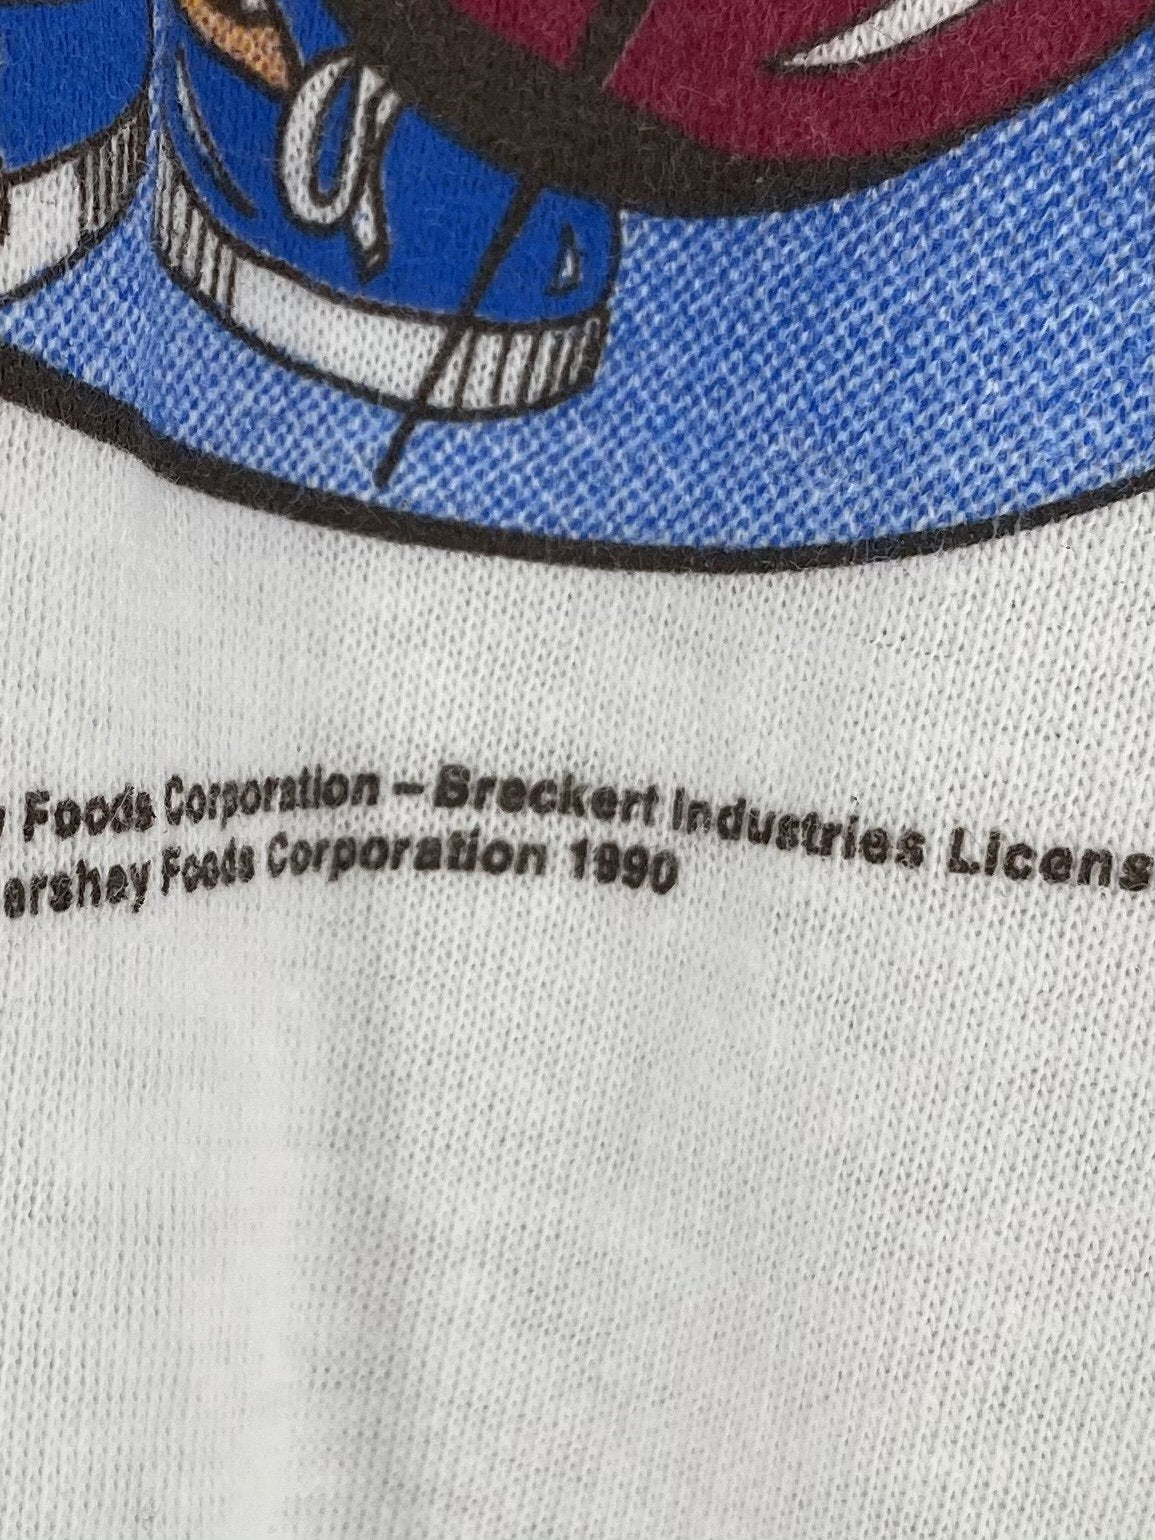 Foods Corporation – Breckert Industries Licens
ershey Foods Corporation 1990